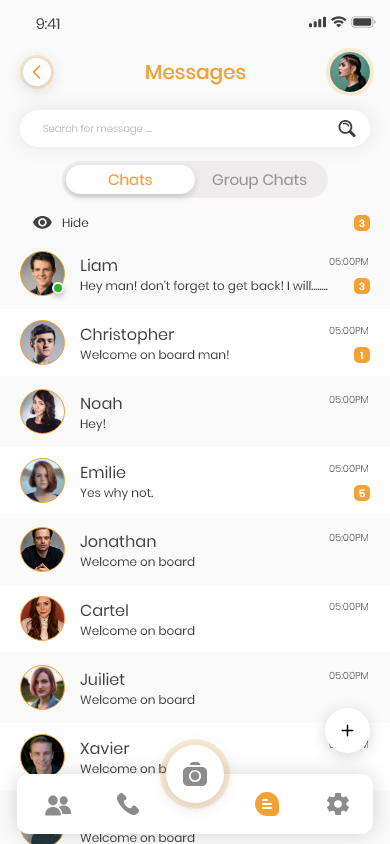 9:41
Messages
Search for message ....
Chats
Group Chats
Hide
3
Liam
05:00PM
Hey man! don't forget to get back! I will........
3
Christopher
05:00PM
Welcome on board man!
1
Noah
05:00PM
Hey!
Emilie
05:00PM
Yes why not.
5
Jonathan
05:00PM
Welcome on board
Cartel
05:00PM
Welcome on board
Juiliet
05:00PM
Welcome on board
Xavier
Welcome on b
Welcome on board